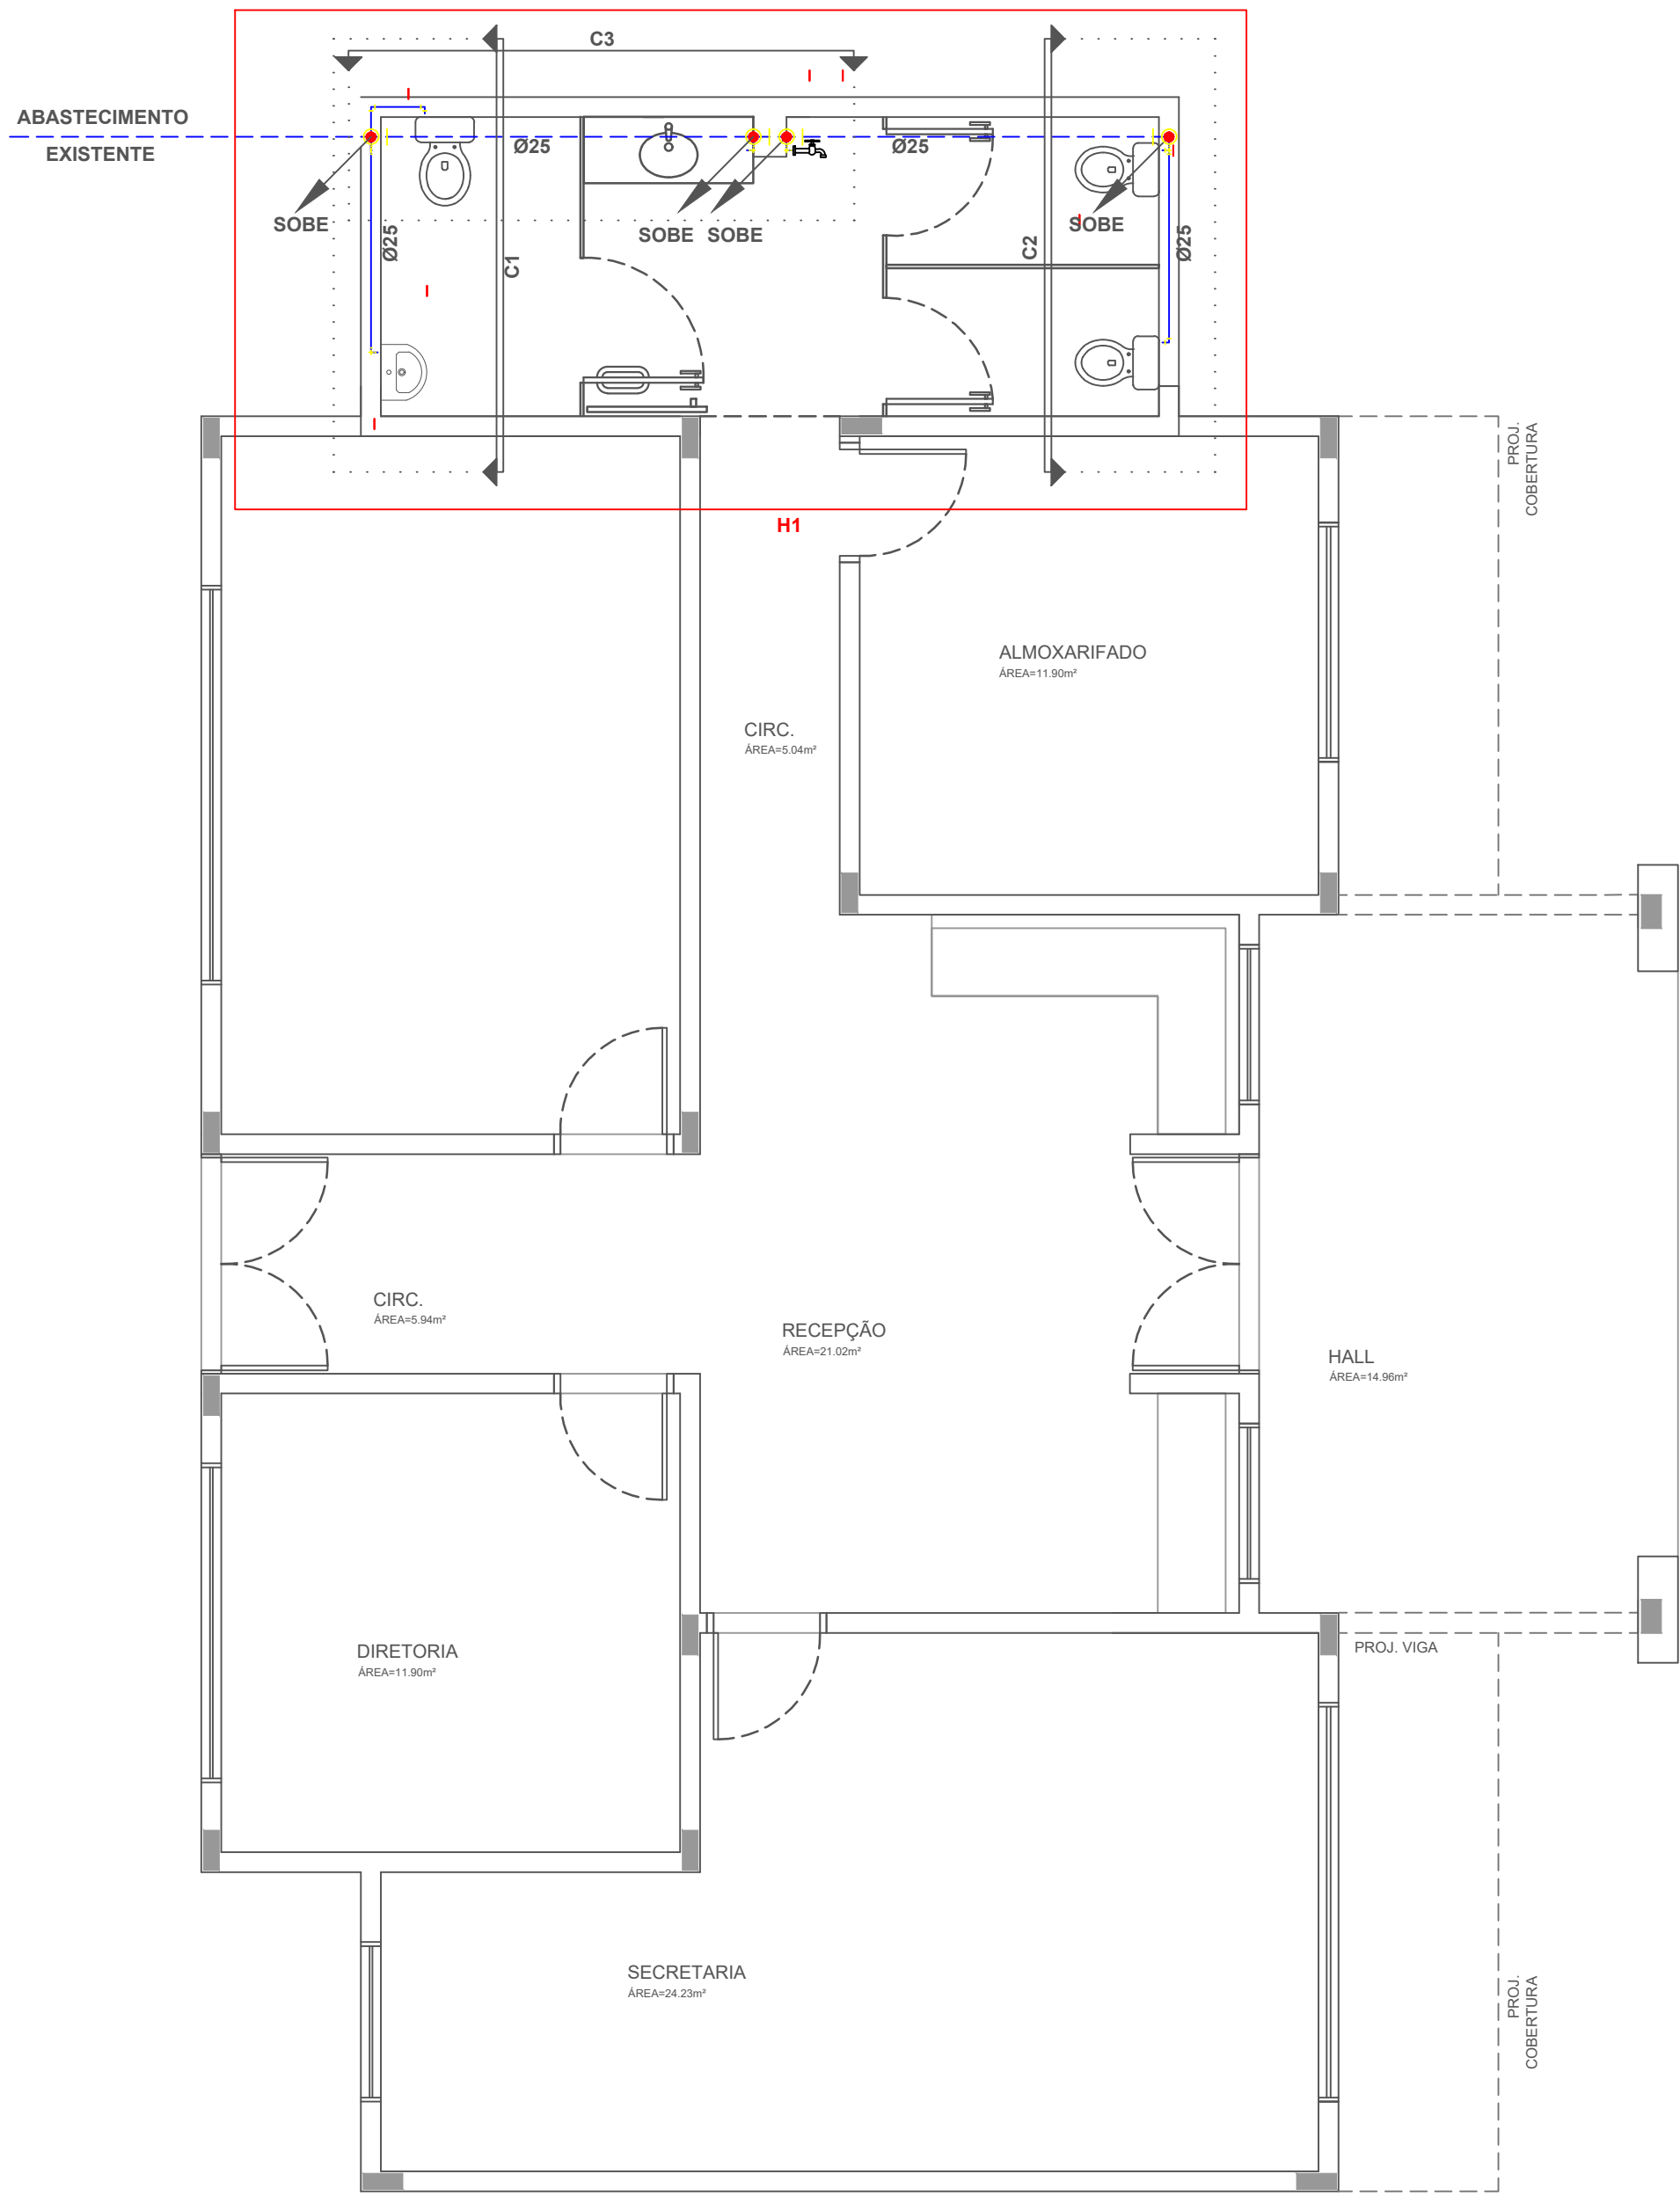 C3
ABASTECIMENTO
EXISTENTE
Ø25
Ø25
SOBE
SOBE
SOBE
SOBE
Ø25
C1
C2
Ø25
H1
PROJ.
COBERTURA
ALMOXARIFADO
ÁREA=11.90m²
CIRC.
ÁREA=5.04m²
CIRC.
ÁREA=5.94m²
RECEPÇÃO
ÁREA=21.02m²
HALL
ÁREA=14.96m²
DIRETORIA
ÁREA=11.90m²
PROJ. VIGA
SECRETARIA
ÁREA=24.23m²
PROJ.
COBERTURA